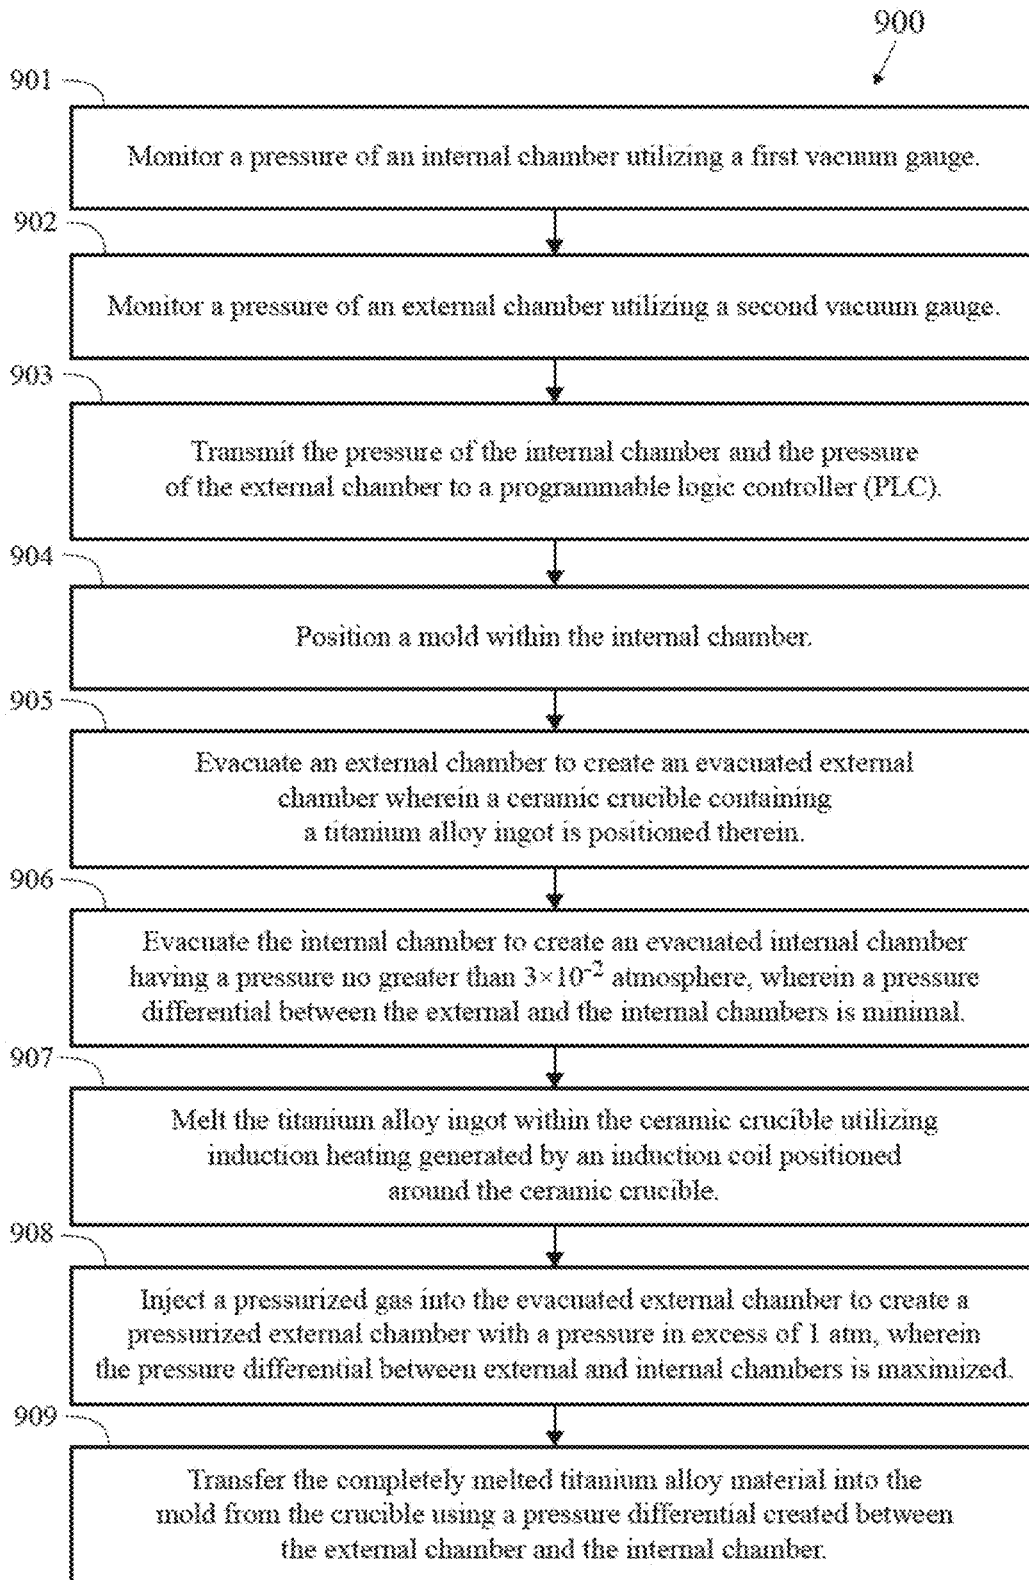 900
901
Monitor a pressure of an internal chamber utilizing a first vacuum gauge.
902
Monitor a pressure of an external chamber utilizing a second vacuum gauge.
903
Transmit the pressure of the internal chamber and the pressure
of the external chamber to a programmable logic controller (PLC).
904
Position a mold within the internal chamber.
905
Evacuate an external chamber to create an evacuated external
chamber wherein a ceramic crucible containing
a titanium alloy ingot is positioned therein.
906
Evacuate the internal chamber to create an evacuated internal chamber
having a pressure no greater than 3×10⁻² atmosphere, wherein a pressure
differential between the external and the internal chambers is minimal.
907
Melt the titanium alloy ingot within the ceramic crucible utilizing
induction heating generated by an induction coil positioned
around the ceramic crucible.
908
Inject a pressurized gas into the evacuated external chamber to create a
pressurized external chamber with a pressure in excess of 1 atm, wherein
the pressure differential between external and internal chambers is maximized.
909
Transfer the completely melted titanium alloy material into the
mold from the crucible using a pressure differential created between
the external chamber and the internal chamber.